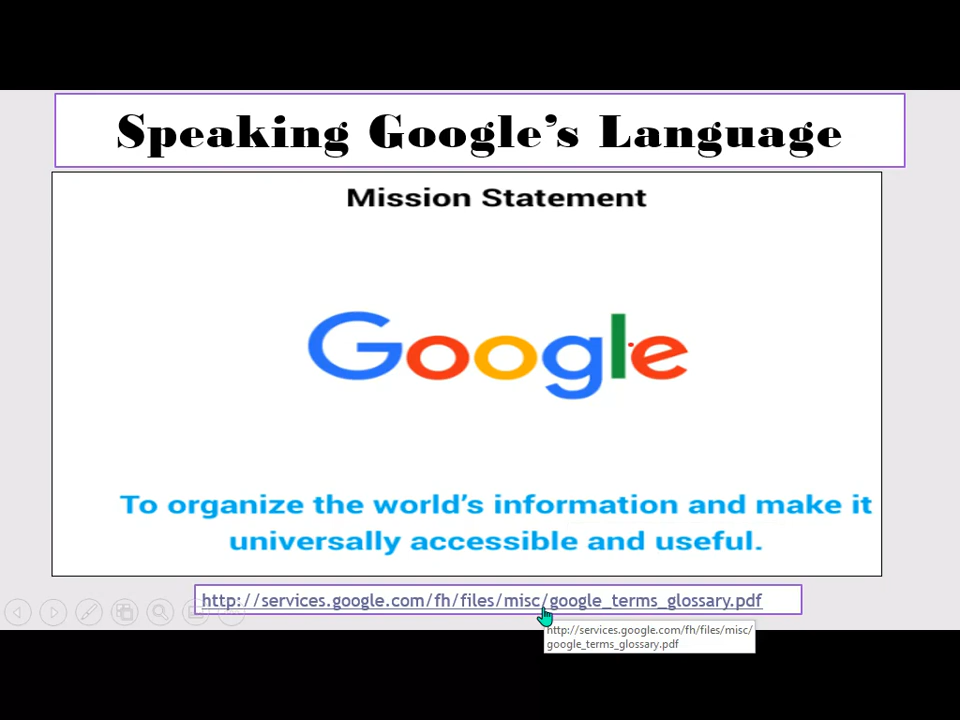 Speaking Google's Language
Mission Statement
Google
To organize the world's information and make it
universally accessible and useful.
http://services.google.com/fh/files/misc/google_terms_glossary.pdf
http://services.google.com/fh/files/misc/
google_terms_glossary.pdf